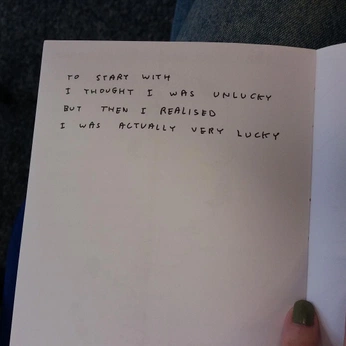 TO START WITH
I THOUGHT I WAS UNLUCKY
BUT THEN I REALISED
I WAS ACTUALLY VERY LUCKY